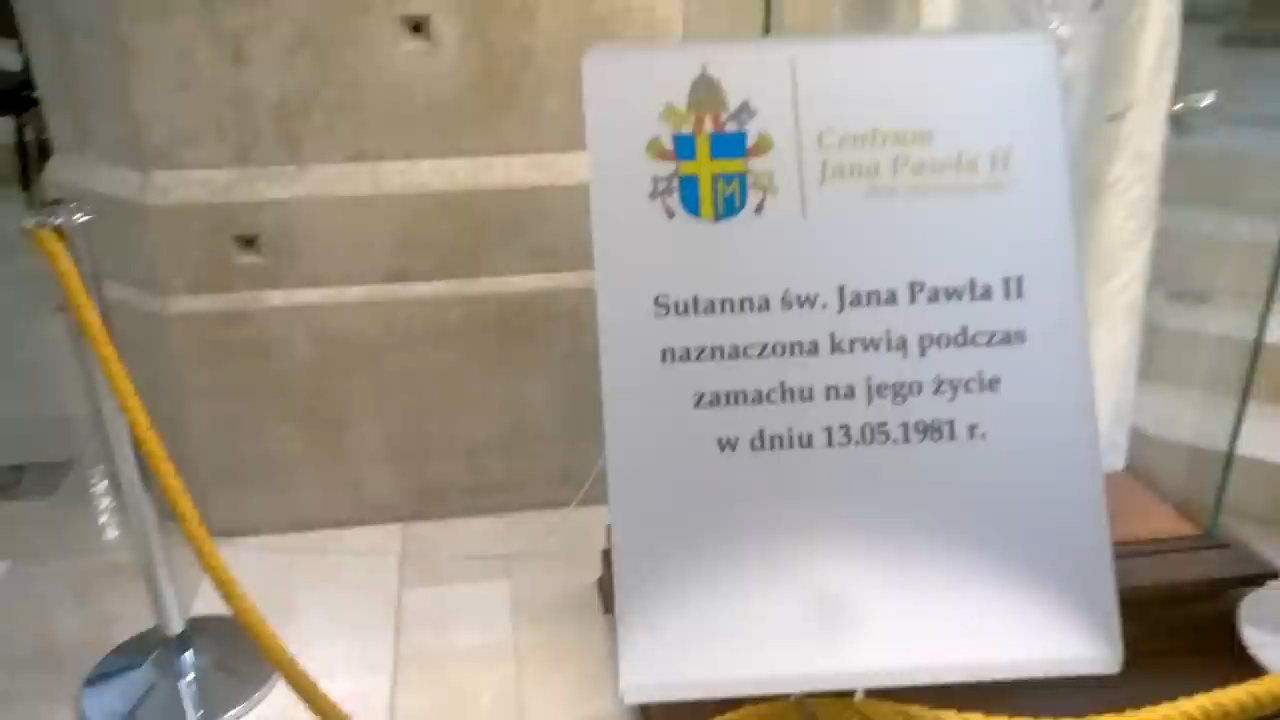 Centrum
Jana Pawła II
M
Sutanna św. Jana Pawła II
naznaczona krwią podczas
zamachu na jego życie
w dniu 13.05.1981 r.